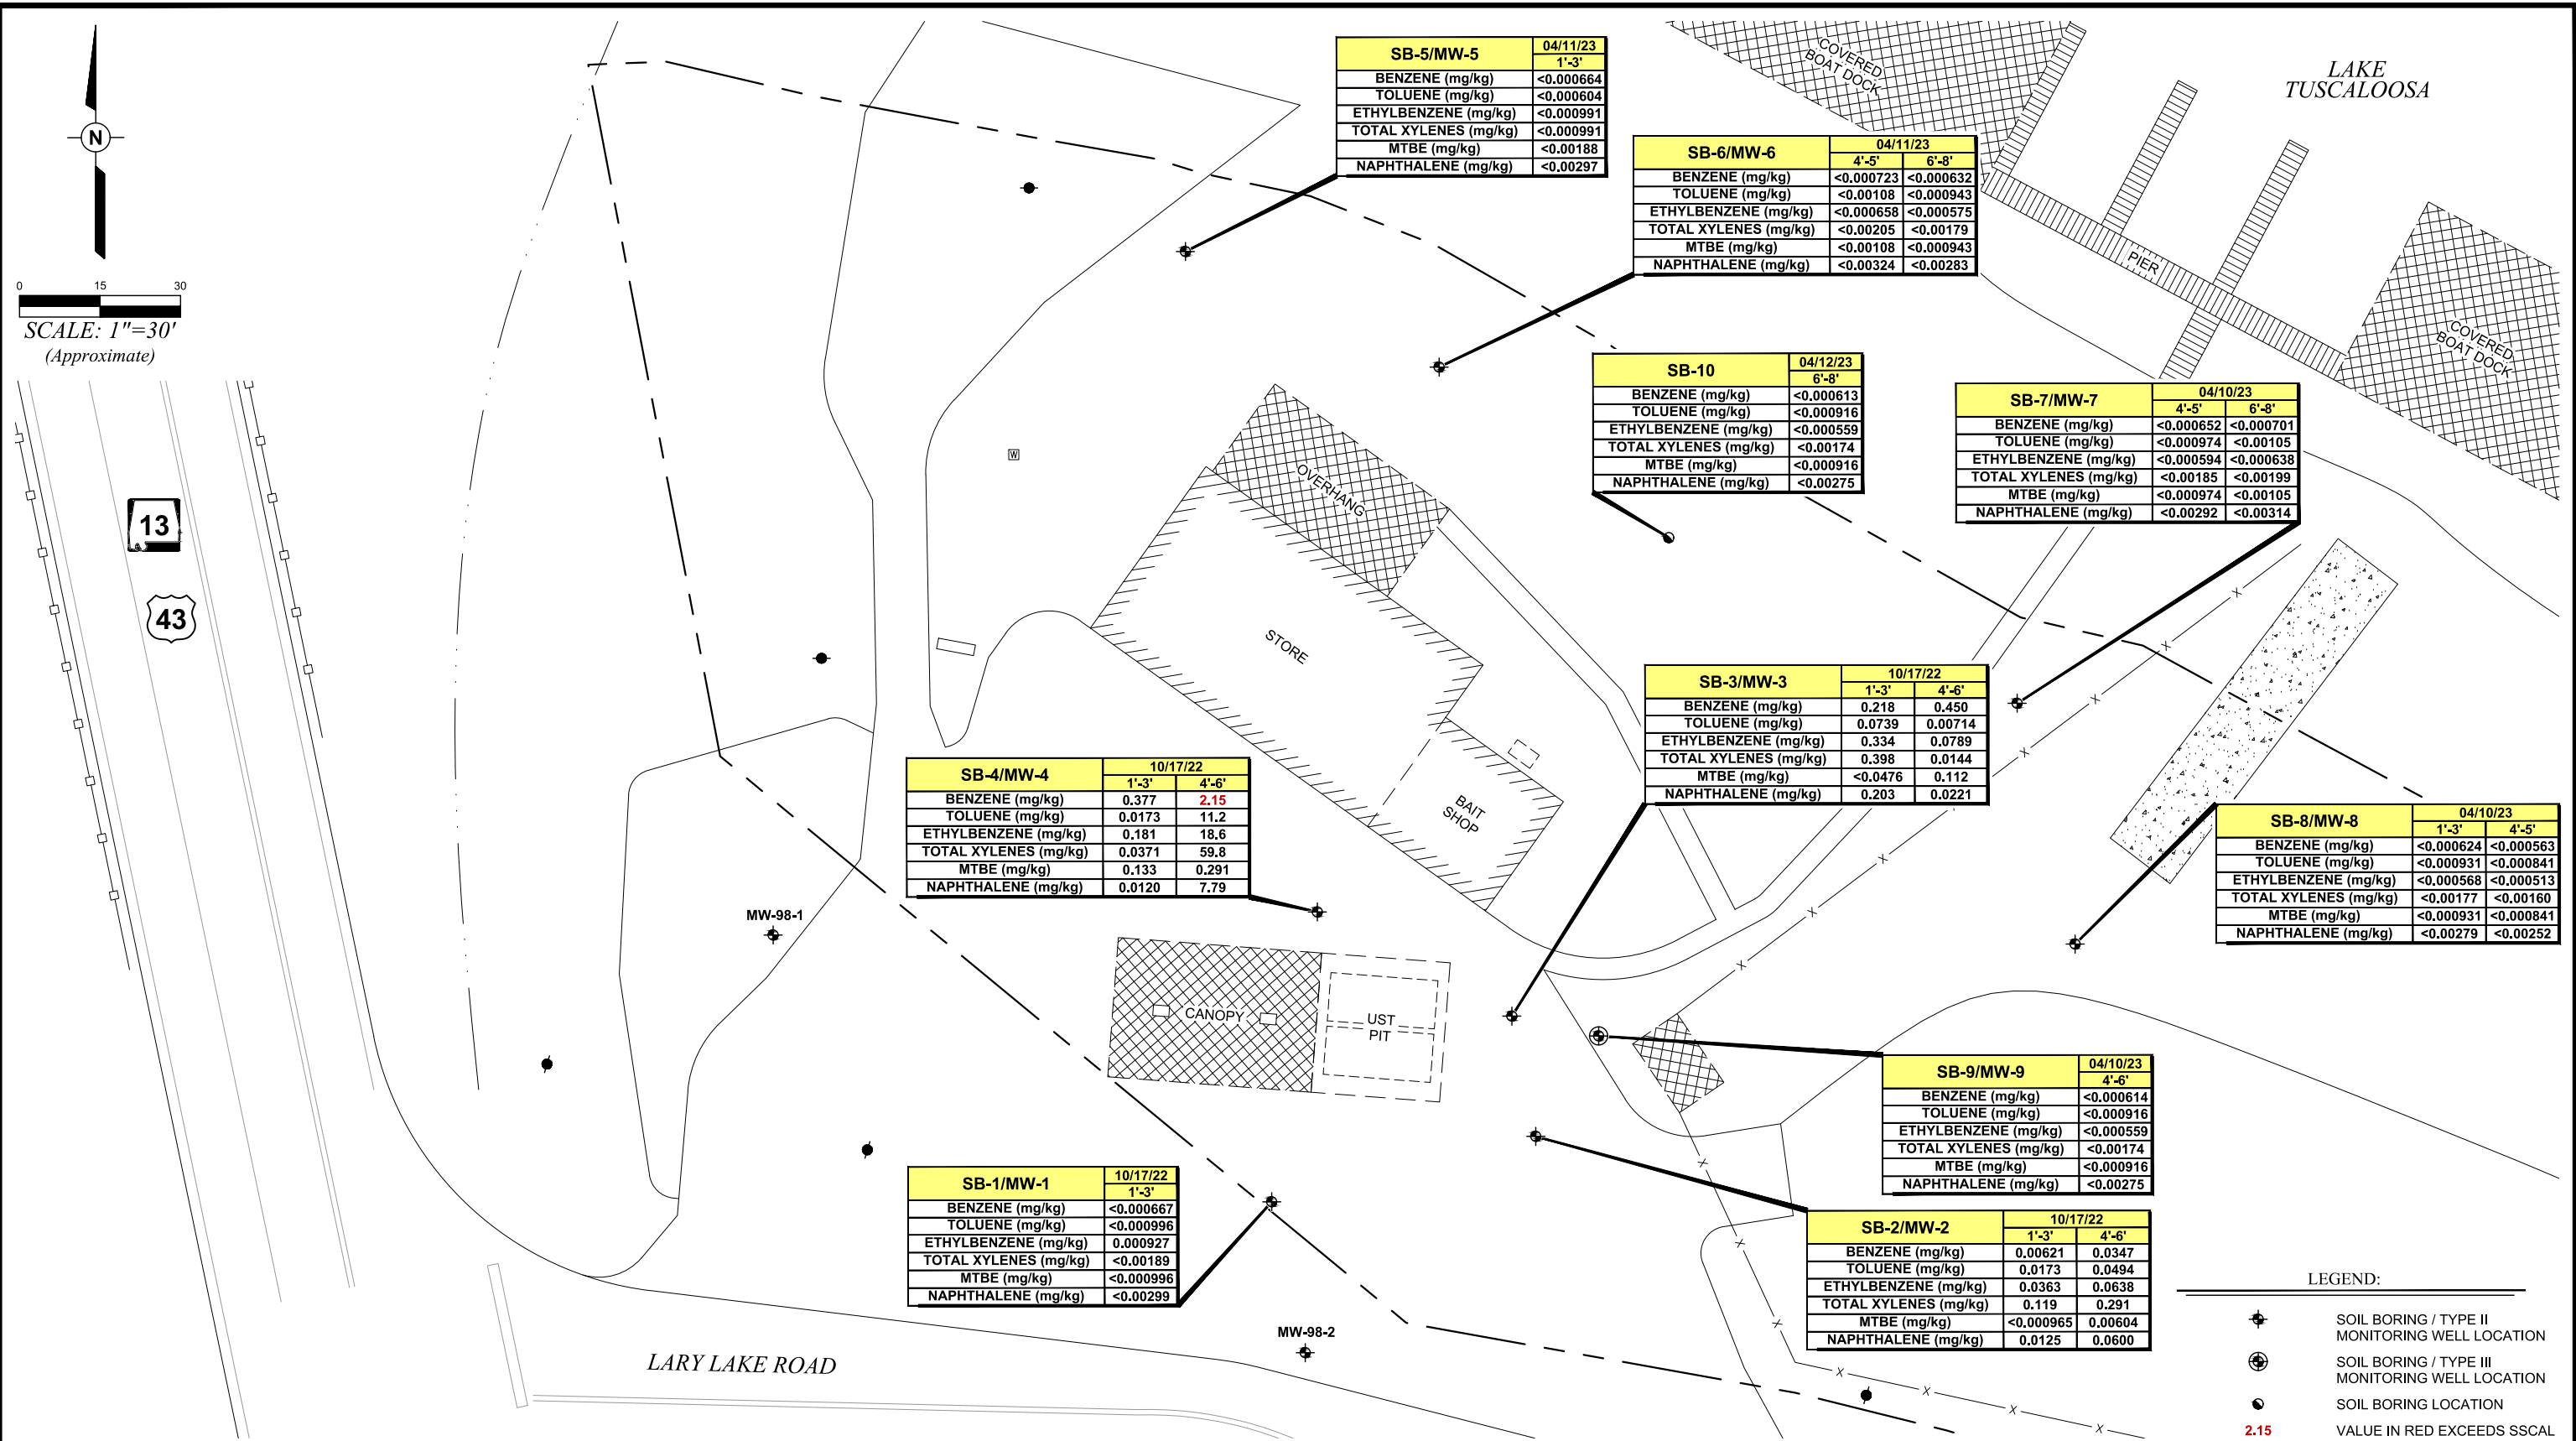 N
0 15 30
SCALE: 1"=30'
(Approximate)
13
43
LAKE
TUSCALOOSA
COVERED
BOAT DOCK
PIER
COVERED
BOAT DOCK
SB-5/MW-5 04/11/23
1'-3'
BENZENE (mg/kg) <0.000664
TOLUENE (mg/kg) <0.000604
ETHYLBENZENE (mg/kg) <0.000991
TOTAL XYLENES (mg/kg) <0.000991
MTBE (mg/kg) <0.00188
NAPHTHALENE (mg/kg) <0.00297
SB-6/MW-6 04/11/23
4'-5' 6'-8'
BENZENE (mg/kg) <0.000723 <0.000632
TOLUENE (mg/kg) <0.00108 <0.000943
ETHYLBENZENE (mg/kg) <0.000658 <0.000575
TOTAL XYLENES (mg/kg) <0.00205 <0.00179
MTBE (mg/kg) <0.00108 <0.000943
NAPHTHALENE (mg/kg) <0.00324 <0.00283
SB-10 04/12/23
6'-8'
BENZENE (mg/kg) <0.000613
TOLUENE (mg/kg) <0.000916
ETHYLBENZENE (mg/kg) <0.000559
TOTAL XYLENES (mg/kg) <0.00174
MTBE (mg/kg) <0.000916
NAPHTHALENE (mg/kg) <0.00275
SB-7/MW-7 04/10/23
4'-5' 6'-8'
BENZENE (mg/kg) <0.000652 <0.000701
TOLUENE (mg/kg) <0.000974 <0.00105
ETHYLBENZENE (mg/kg) <0.000594 <0.000638
TOTAL XYLENES (mg/kg) <0.00185 <0.00199
MTBE (mg/kg) <0.000974 <0.00105
NAPHTHALENE (mg/kg) <0.00292 <0.00314
W
OVERHANG
STORE
BAIT
SHOP
SB-3/MW-3 10/17/22
1'-3' 4'-6'
BENZENE (mg/kg) 0.218 0.450
TOLUENE (mg/kg) 0.0739 0.00714
ETHYLBENZENE (mg/kg) 0.334 0.0789
TOTAL XYLENES (mg/kg) 0.398 0.0144
MTBE (mg/kg) <0.0476 0.112
NAPHTHALENE (mg/kg) 0.203 0.0221
SB-4/MW-4 10/17/22
1'-3' 4'-6'
BENZENE (mg/kg) 0.377 2.15
TOLUENE (mg/kg) 0.0173 11.2
ETHYLBENZENE (mg/kg) 0.181 18.6
TOTAL XYLENES (mg/kg) 0.0371 59.8
MTBE (mg/kg) 0.133 0.291
NAPHTHALENE (mg/kg) 0.0120 7.79
SB-8/MW-8 04/10/23
1'-3' 4'-5'
BENZENE (mg/kg) <0.000624 <0.000563
TOLUENE (mg/kg) <0.000931 <0.000841
ETHYLBENZENE (mg/kg) <0.000568 <0.000513
TOTAL XYLENES (mg/kg) <0.00177 <0.00160
MTBE (mg/kg) <0.000931 <0.000841
NAPHTHALENE (mg/kg) <0.00279 <0.00252
MW-98-1
CANOPY
UST
PIT
SB-9/MW-9 04/10/23
4'-6'
BENZENE (mg/kg) <0.000614
TOLUENE (mg/kg) <0.000916
ETHYLBENZENE (mg/kg) <0.000559
TOTAL XYLENES (mg/kg) <0.00174
MTBE (mg/kg) <0.000916
NAPHTHALENE (mg/kg) <0.00275
SB-1/MW-1 10/17/22
1'-3'
BENZENE (mg/kg) <0.000667
TOLUENE (mg/kg) <0.000996
ETHYLBENZENE (mg/kg) 0.000927
TOTAL XYLENES (mg/kg) <0.00189
MTBE (mg/kg) <0.000996
NAPHTHALENE (mg/kg) <0.00299
SB-2/MW-2 10/17/22
1'-3' 4'-6'
BENZENE (mg/kg) 0.00621 0.0347
TOLUENE (mg/kg) 0.0173 0.0494
ETHYLBENZENE (mg/kg) 0.0363 0.0638
TOTAL XYLENES (mg/kg) 0.119 0.291
MTBE (mg/kg) <0.000965 0.00604
NAPHTHALENE (mg/kg) 0.0125 0.0600
MW-98-2
LARY LAKE ROAD
LEGEND:
SOIL BORING / TYPE II
MONITORING WELL LOCATION
SOIL BORING / TYPE III
MONITORING WELL LOCATION
SOIL BORING LOCATION
2.15 VALUE IN RED EXCEEDS SSCAL